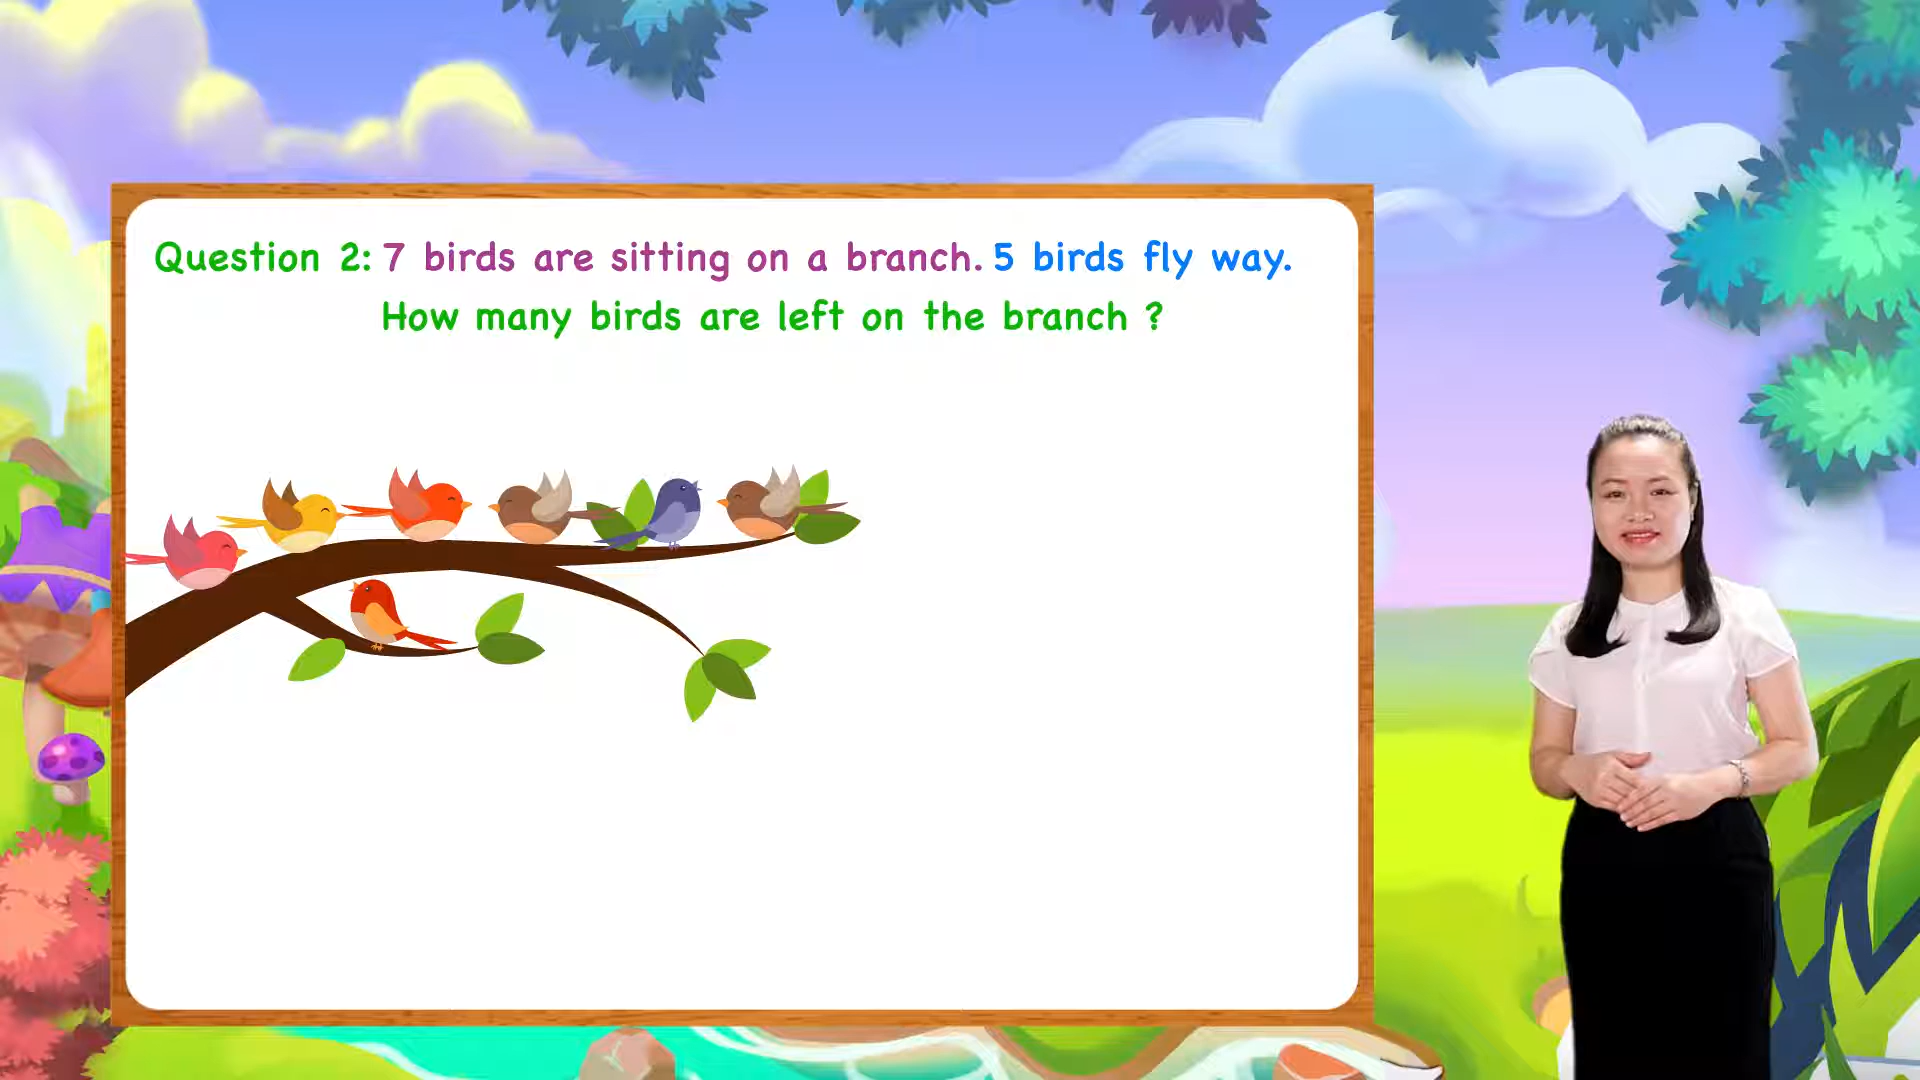 Question 2: 7 birds are sitting on a branch. 5 birds fly way.
How many birds are left on the branch ?